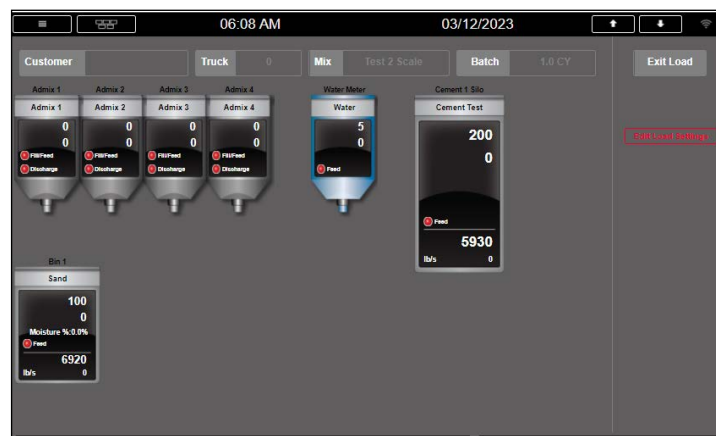 06:08 AM 03/12/2023
Customer Truck 0 Mix Test 2 Scale Batch 1.0 CY Exit Load
Admix 1 Admix 2 Admix 3 Admix 4 Water Meter Cement 1 Silo
Admix 1 Admix 2 Admix 3 Admix 4 Water Cement Test
0 0 0 0 5 200
0 0 0 0 0 0
Fill/Feed Fill/Feed Fill/Feed Fill/Feed
Discharge Discharge Discharge Discharge Feed
Edit Load Settings
Feed
5930
lb/s 0
Bin 1
Sand
100
0
Moisture %:0.0%
Feed
6920
lb/s 0